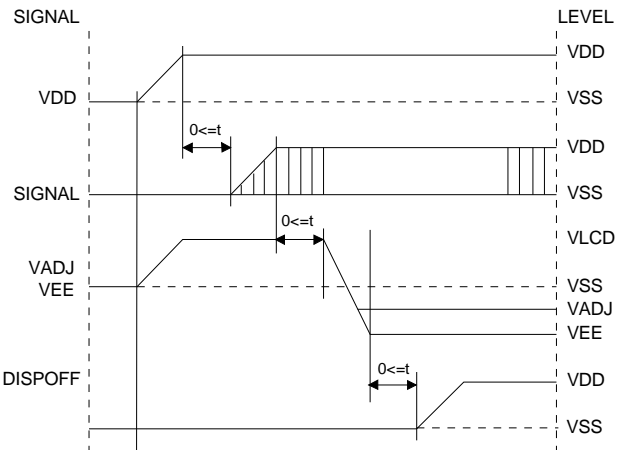 SIGNAL LEVEL
VDD
VDD VSS
0<=t
VDD
SIGNAL VSS
0<=t
VLCD
VADJ
VEE VSS
VADJ
VEE
0<=t
DISPOFF VDD
VSS